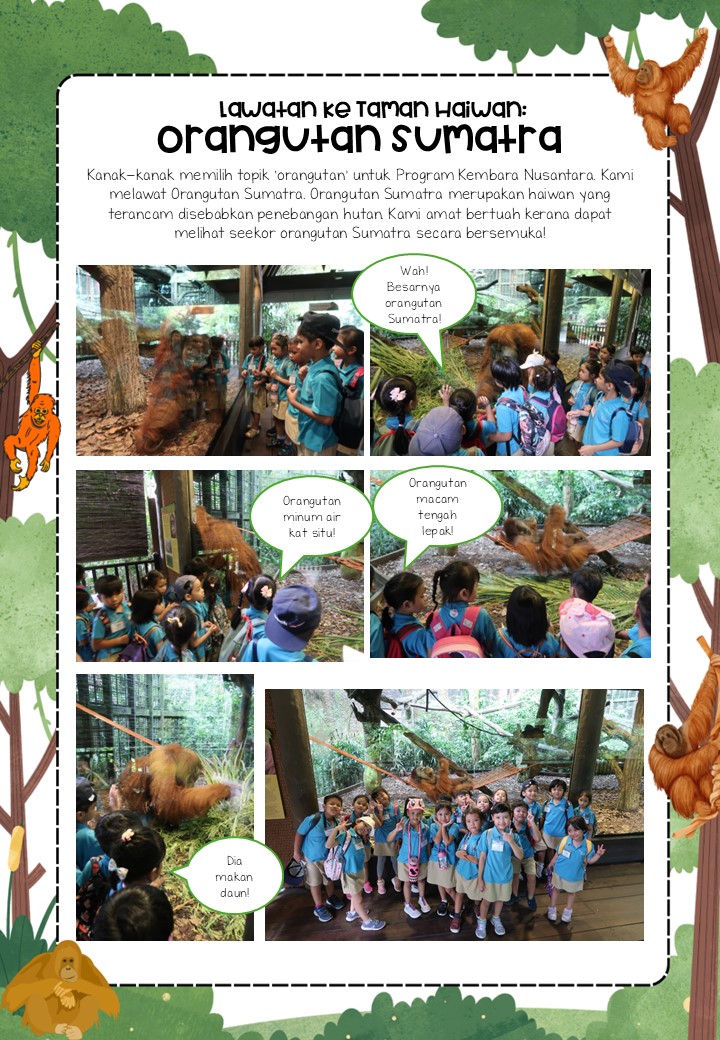 Lawatan ke Taman Haiwan:
Orangutan Sumatra
Kanak-kanak memilih topik 'orangutan' untuk Program Kembara Nusantara. Kami
melawat Orangutan Sumatra. Orangutan Sumatra merupakan haiwan yang
terancam disebabkan penebangan hutan. Kami amat bertuah kerana dapat
melihat seekor orangutan Sumatra secara bersemuka!
Wah!
Besarnya
orangutan
Sumatra!
Orangutan
minum air
kat situ!
Orangutan
macam
tengah
lepak!
Dia
makan
daun!